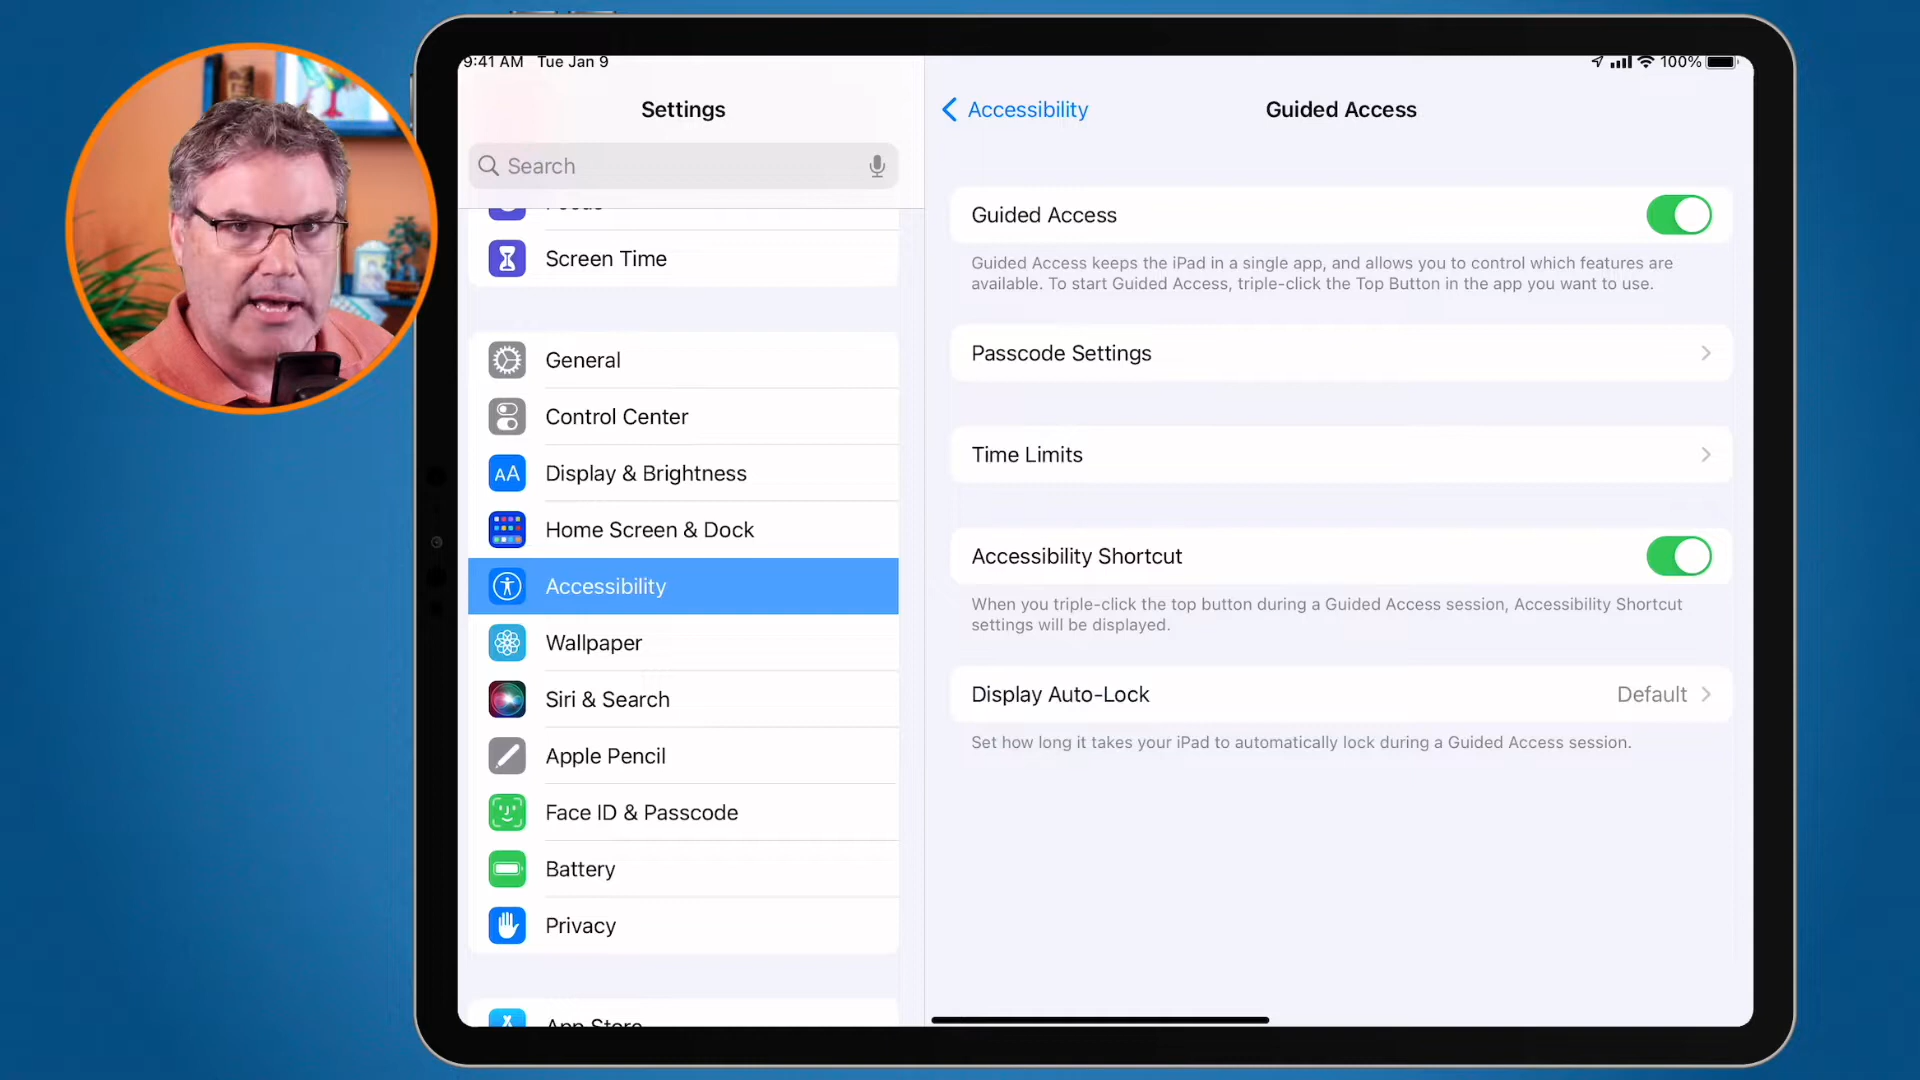 9:41 AM Tue Jan 9
100%
Settings
Search
Screen Time
General
Control Center
Display & Brightness
Home Screen & Dock
Accessibility
Wallpaper
Siri & Search
Apple Pencil
Face ID & Passcode
Battery
Privacy
App Store
Accessibility
Guided Access
Guided Access
Guided Access keeps the iPad in a single app, and allows you to control which features are
available. To start Guided Access, triple-click the Top Button in the app you want to use.
Passcode Settings
Time Limits
Accessibility Shortcut
When you triple-click the top button during a Guided Access session, Accessibility Shortcut
settings will be displayed.
Display Auto-Lock
Default
Set how long it takes your iPad to automatically lock during a Guided Access session.